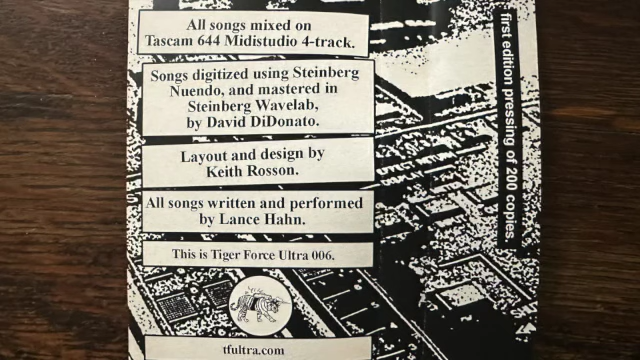 All songs mixed on
Tascam 644 Midistudio 4-track.
Songs digitized using Steinberg
Nuendo, and mastered in
Steinberg Wavelab,
by David DiDonato.
Layout and design by
Keith Rosson.
All songs written and performed
by Lance Hahn.
This is Tiger Force Ultra 006.
tfultra.com
first edition pressing of 200 copies.